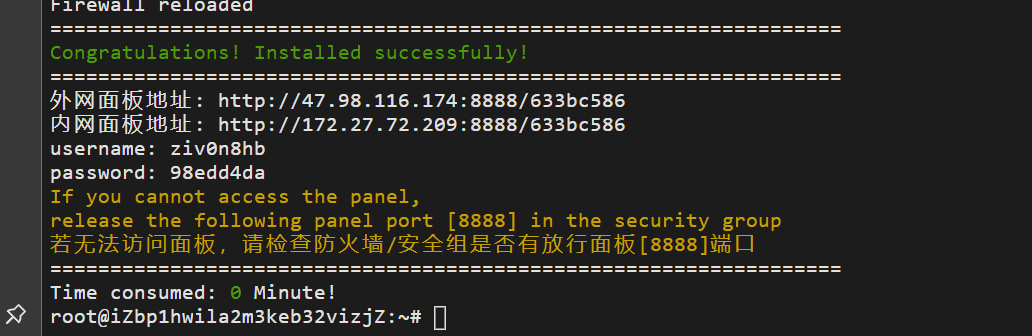 Firewall reloaded
==================================================================
Congratulations! Installed successfully!
==================================================================
外网面板地址: http://47.98.116.174:8888/633bc586
内网面板地址: http://172.27.72.209:8888/633bc586
username: ziv0n8hb
password: 98edd4da
If you cannot access the panel,
release the following panel port [8888] in the security group
若无法访问面板，请检查防火墙/安全组是否有放行面板[8888]端口
==================================================================
Time consumed: 0 Minute!
root@iZbp1hwila2m3keb32vizjZ:~#